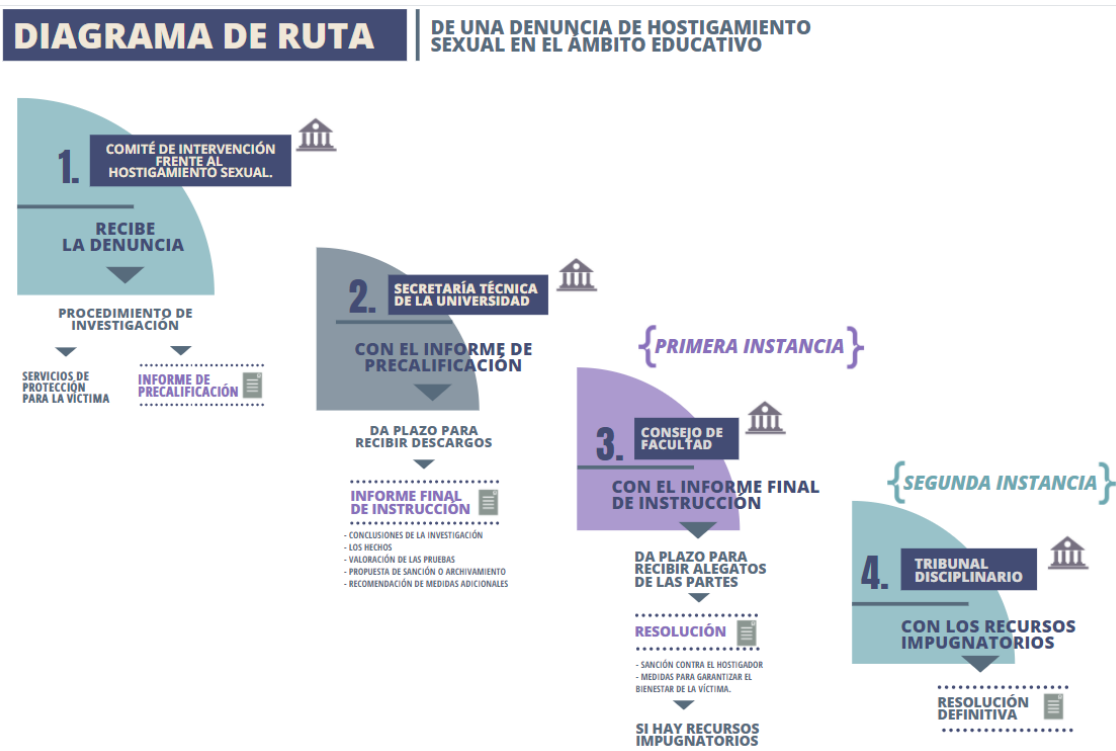 DIAGRAMA DE RUTA
DE UNA DENUNCIA DE HOSTIGAMIENTO
SEXUAL EN EL ÁMBITO EDUCATIVO
1.
COMITÉ DE INTERVENCIÓN
FRENTE AL
HOSTIGAMIENTO SEXUAL.
RECIBE
LA DENUNCIA
PROCEDIMIENTO DE
INVESTIGACIÓN
SERVICIOS DE
PROTECCIÓN
PARA LA VÍCTIMA
INFORME DE
PRECALIFICACIÓN
2.
SECRETARÍA TÉCNICA
DE LA UNIVERSIDAD
CON EL INFORME DE
PRECALIFICACIÓN
DA PLAZO PARA
RECIBIR DESCARGOS
INFORME FINAL
DE INSTRUCCIÓN
- CONCLUSIONES DE LA INVESTIGACIÓN
- LOS HECHOS
- VALORACIÓN DE LAS PRUEBAS
- PROPUESTA DE SANCIÓN O ARCHIVAMIENTO
- RECOMENDACIÓN DE MEDIDAS ADICIONALES
{PRIMERA INSTANCIA}
3.
CONSEJO DE
FACULTAD
CON EL INFORME FINAL
DE INSTRUCCIÓN
DA PLAZO PARA
RECIBIR ALEGATOS
DE LAS PARTES
RESOLUCIÓN
- SANCIÓN CONTRA EL HOSTIGADOR
- MEDIDAS PARA GARANTIZAR EL
BIENESTAR DE LA VÍCTIMA.
SI HAY RECURSOS
IMPUGNATORIOS
{SEGUNDA INSTANCIA}
4.
TRIBUNAL
DISCIPLINARIO
CON LOS RECURSOS
IMPUGNATORIOS
RESOLUCIÓN
DEFINITIVA